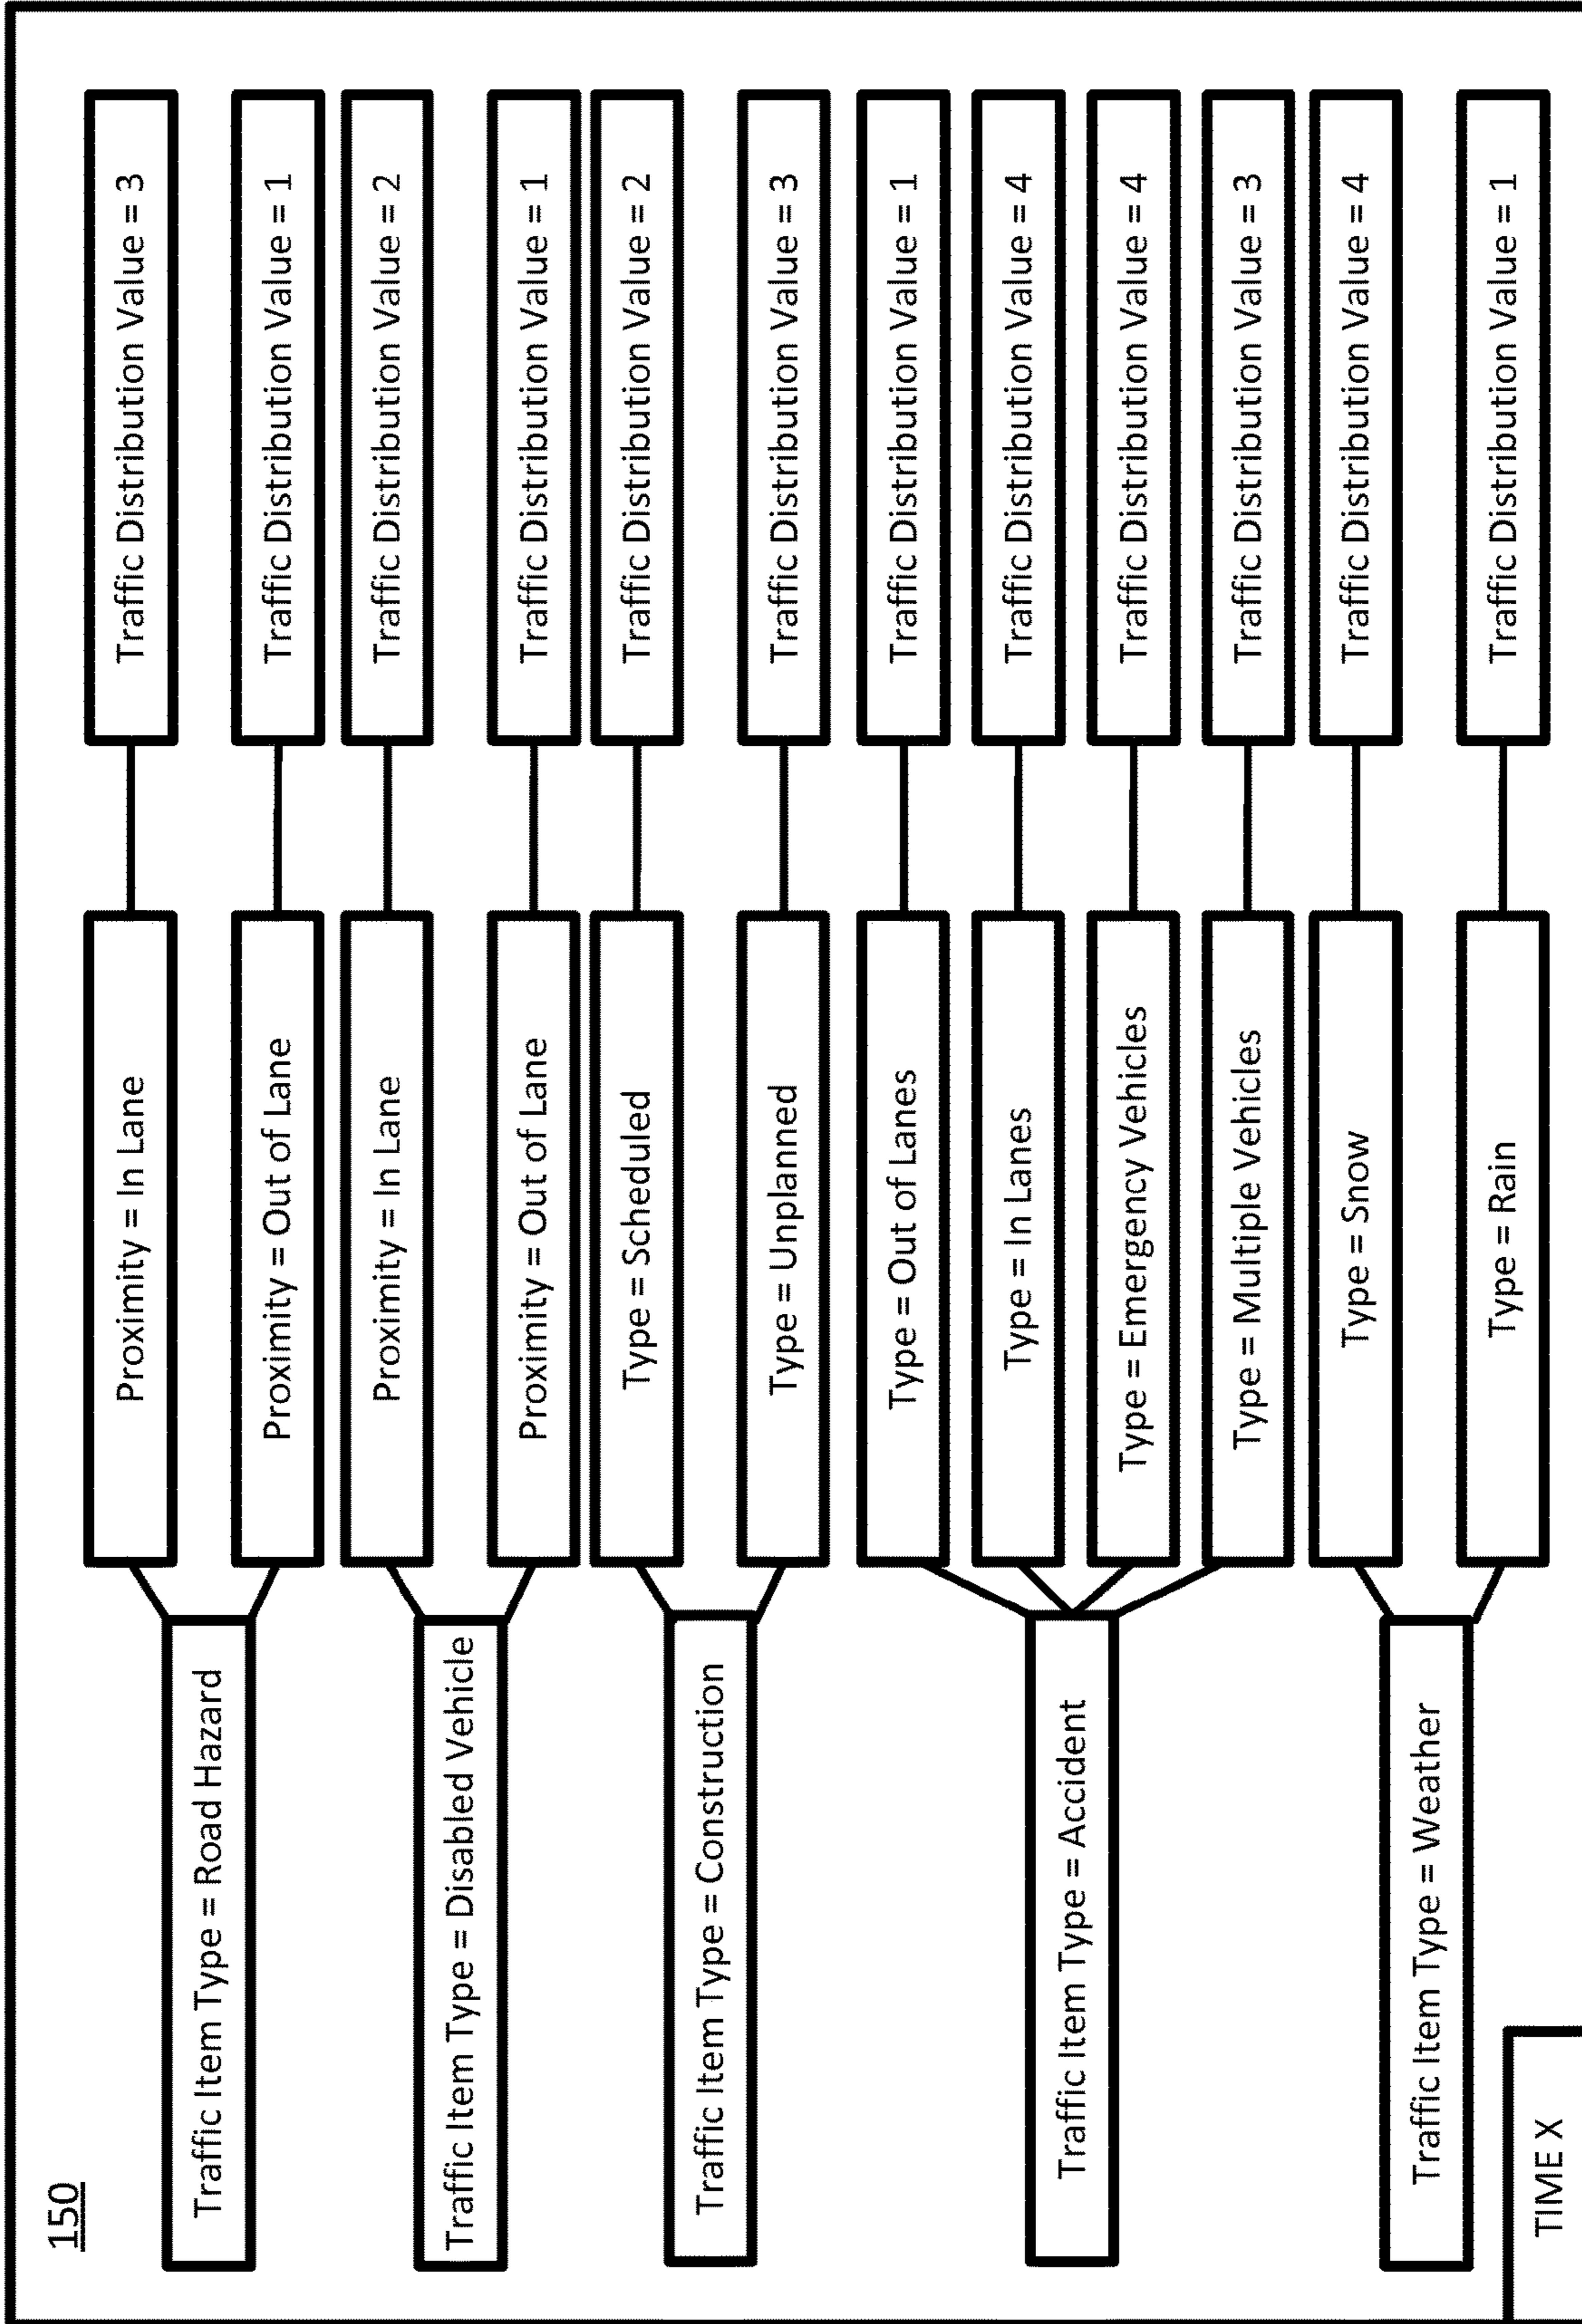 150
Traffic Item Type = Road Hazard
Proximity = In Lane
Traffic Distribution Value = 3
Proximity = Out of Lane
Traffic Distribution Value = 1
Traffic Item Type = Disabled Vehicle
Proximity = In Lane
Traffic Distribution Value = 2
Proximity = Out of Lane
Traffic Distribution Value = 1
Traffic Item Type = Construction
Type = Scheduled
Traffic Distribution Value = 2
Type = Unplanned
Traffic Distribution Value = 3
Traffic Item Type = Accident
Type = Out of Lanes
Traffic Distribution Value = 1
Type = In Lanes
Traffic Distribution Value = 4
Type = Emergency Vehicles
Traffic Distribution Value = 4
Type = Multiple Vehicles
Traffic Distribution Value = 3
Traffic Item Type = Weather
Type = Snow
Traffic Distribution Value = 4
Type = Rain
Traffic Distribution Value = 1
TIME X